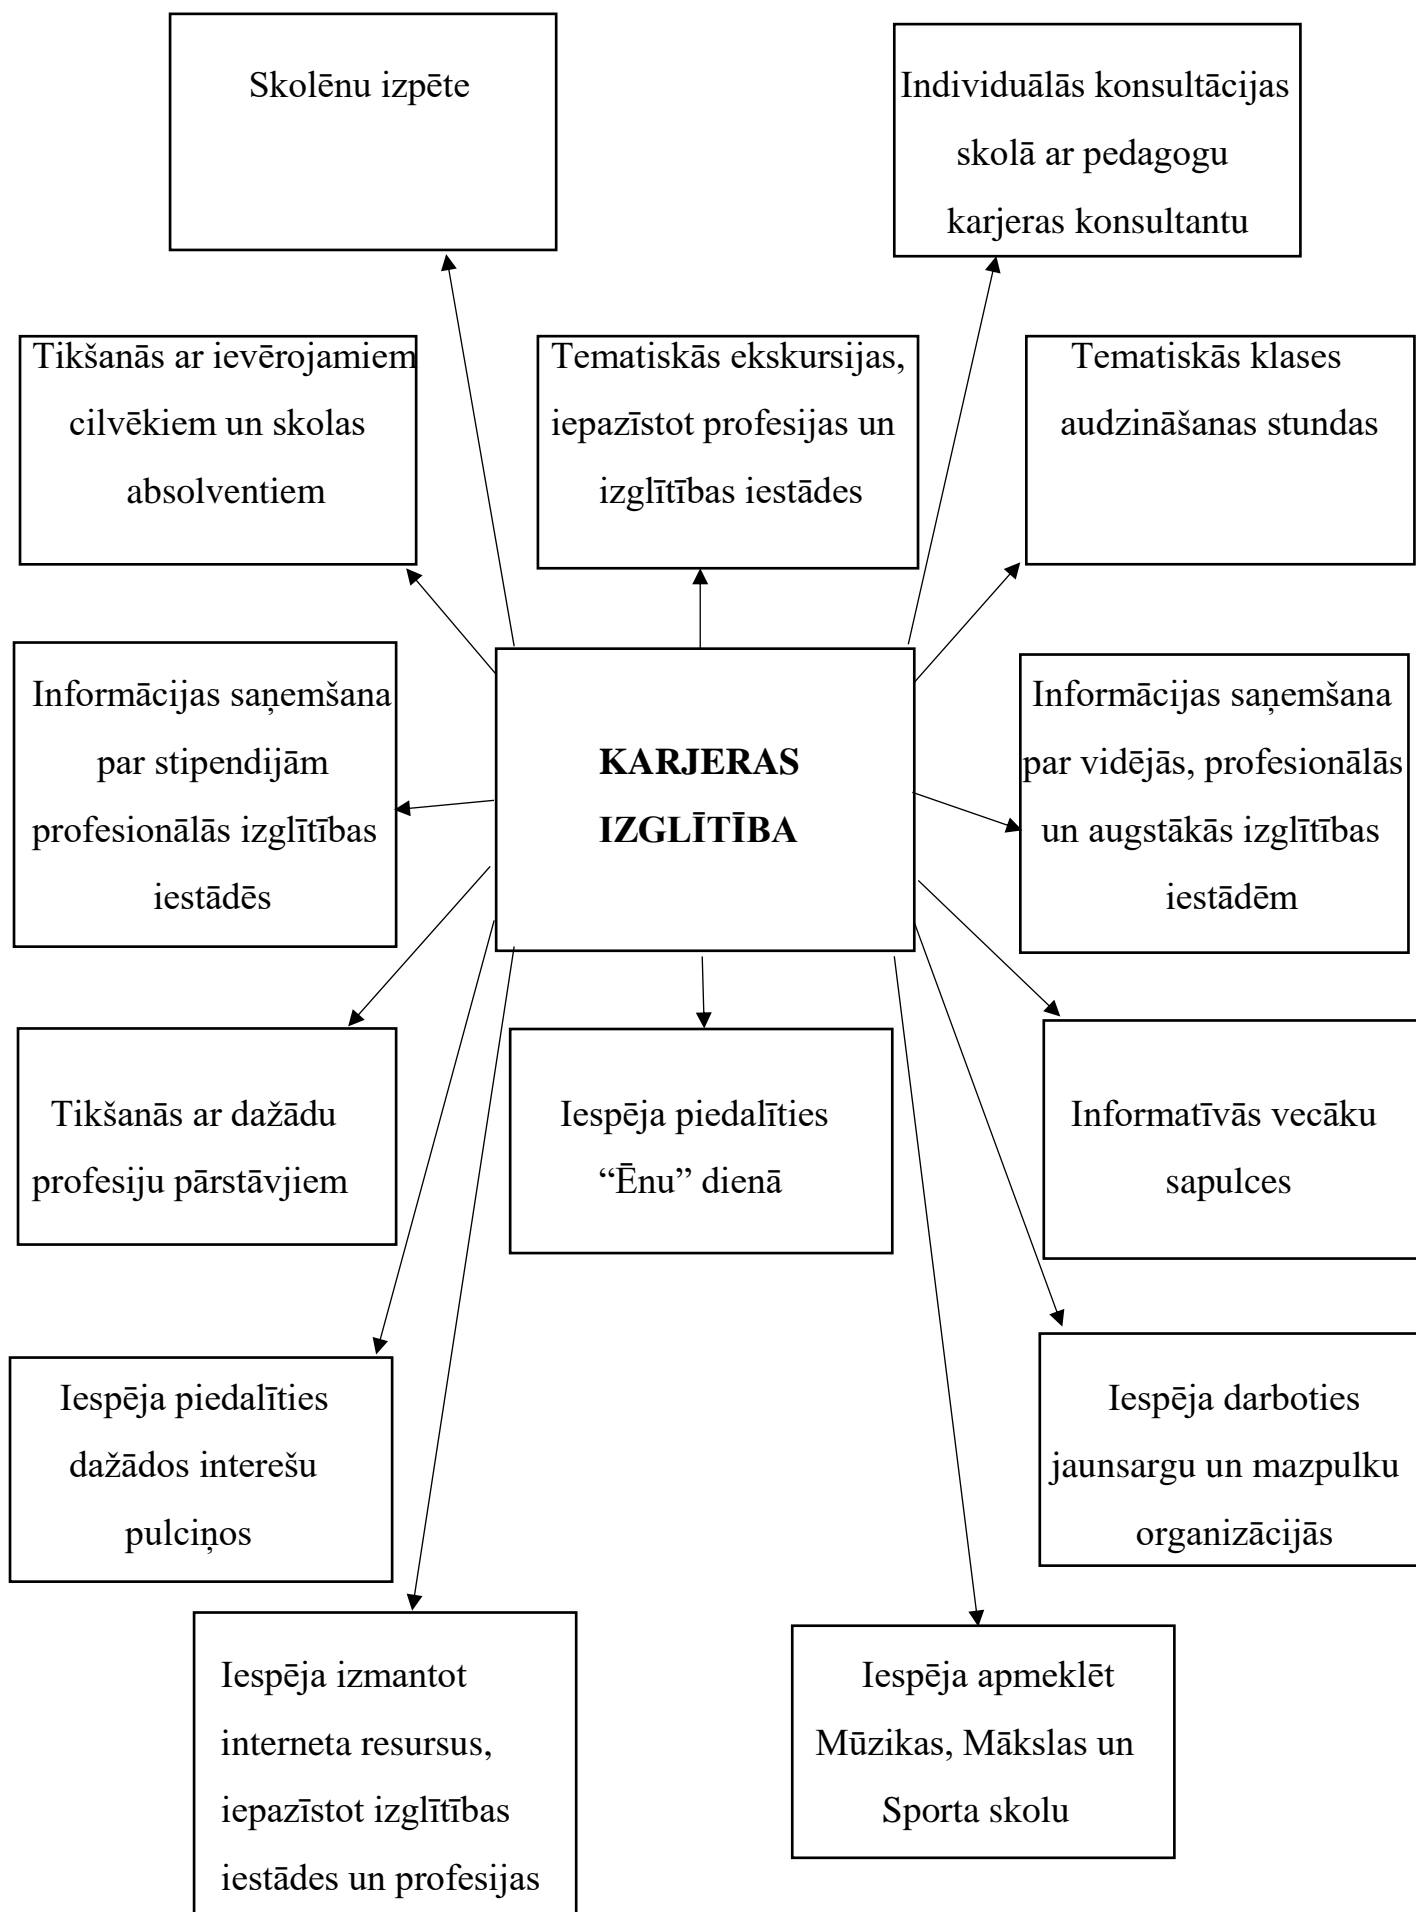 Skolēnu izpēte
Individuālās konsultācijas
skolā ar pedagogu
karjeras konsultantu
Tikšanās ar ievērojamiem
cilvēkiem un skolas
absolventiem
Tematiskās ekskursijas,
iepazīstot profesijas un
izglītības iestādes
Tematiskās klases
audzināšanas stundas
Informācijas saņemšana
par stipendijām
profesionālās izglītības
iestādēs
KARJERAS
IZGLĪTĪBA
Informācijas saņemšana
par vidējās, profesionālās
un augstākās izglītības
iestādēm
Tikšanās ar dažādu
profesiju pārstāvjiem
Iespēja piedalīties
“Ēnu” dienā
Informatīvās vecāku
sapulces
Iespēja piedalīties
dažādos interešu
pulciņos
Iespēja darboties
jaunsargu un mazpulku
organizācijās
Iespēja izmantot
interneta resursus,
iepazīstot izglītības
iestādes un profesijas
Iespēja apmeklēt
Mūzikas, Mākslas un
Sporta skolu